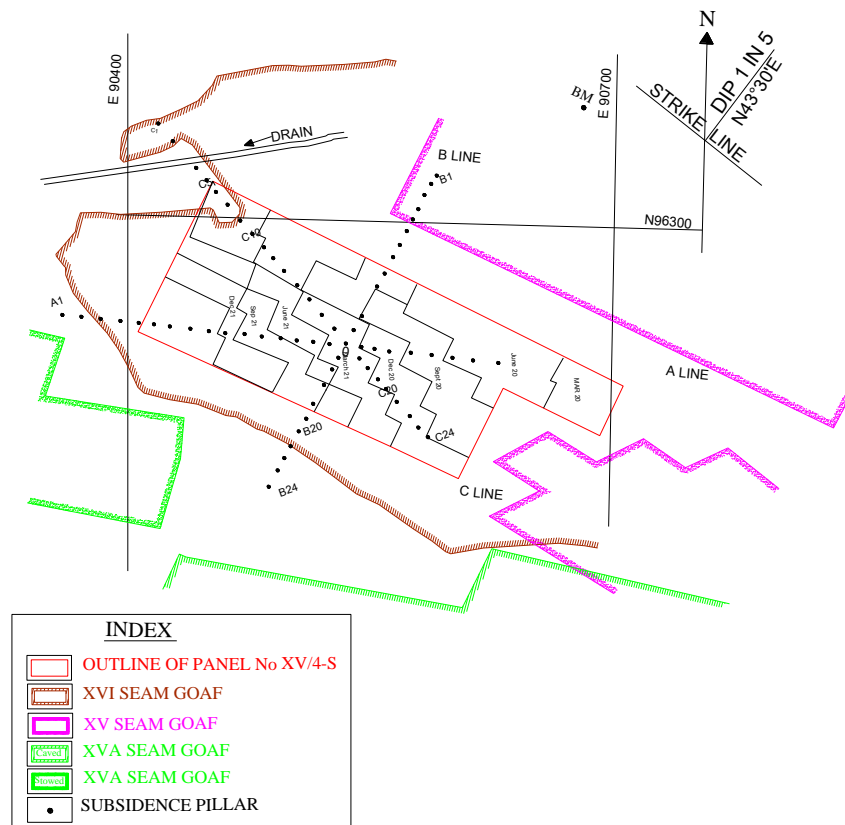 N
E 90400
E 90700
BM
DIP 1 IN 5
N43°30'E
STRIKE LINE
C1
DRAIN
B LINE
B1
N96300
A1
Dec 21
Sep 21
June 21
March 21
Dec 20
Sept 20
June 20
MAR 20
A LINE
C24
B20
C LINE
B24
INDEX
OUTLINE OF PANEL No XV/4-S
XVI SEAM GOAF
XV SEAM GOAF
Caved
XVA SEAM GOAF
Stowed
XVA SEAM GOAF
SUBSIDENCE PILLAR